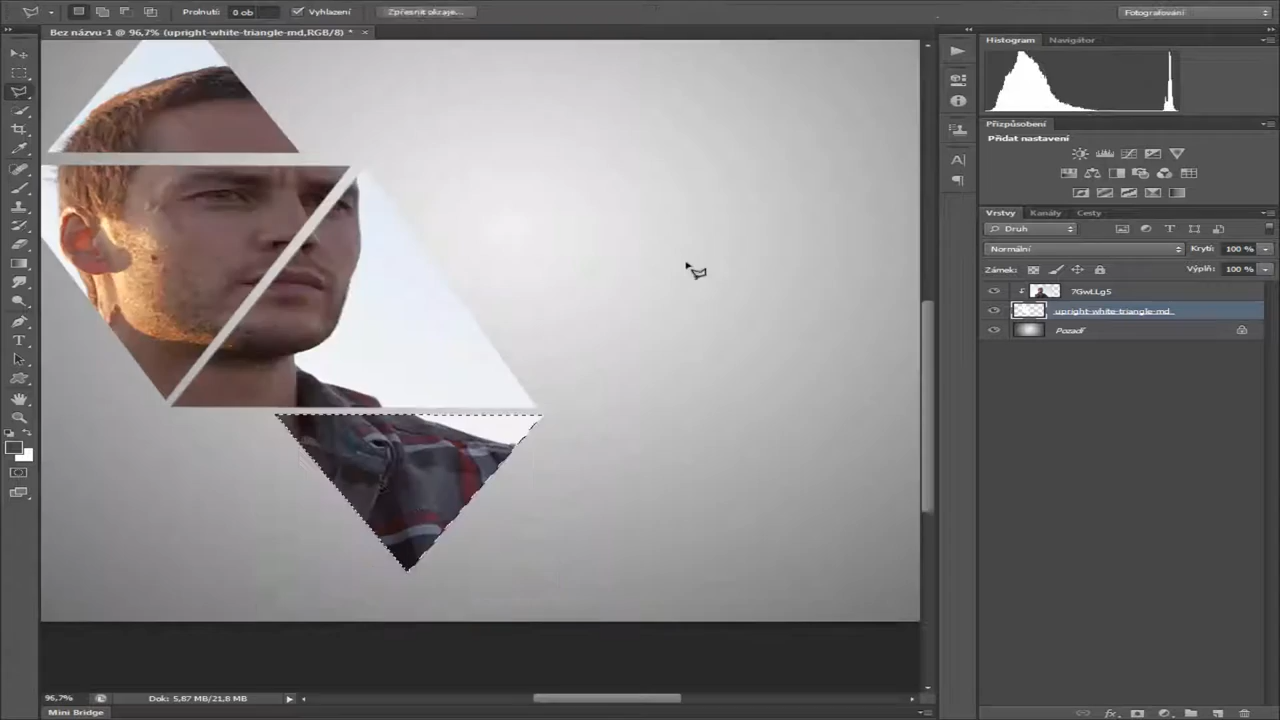 Prolnutí: 0 ob Vyhlazení Zpřesnit okraje... Fotografování
Bez názvu-1 @ 96,7% (upright-white-triangle-md,RGB/8) * ×
Histogram Navigátor
Přizpůsobení
Přidat nastavení
Vrstvy Kanály Cesty
Druh
Normální Krytí: 100 %
Zámek: Výplň: 100 %
7GwLLg5
upright-white-triangle-md
Pozadí
96,7% Dok: 5,87 MB/21,8 MB
Mini Bridge